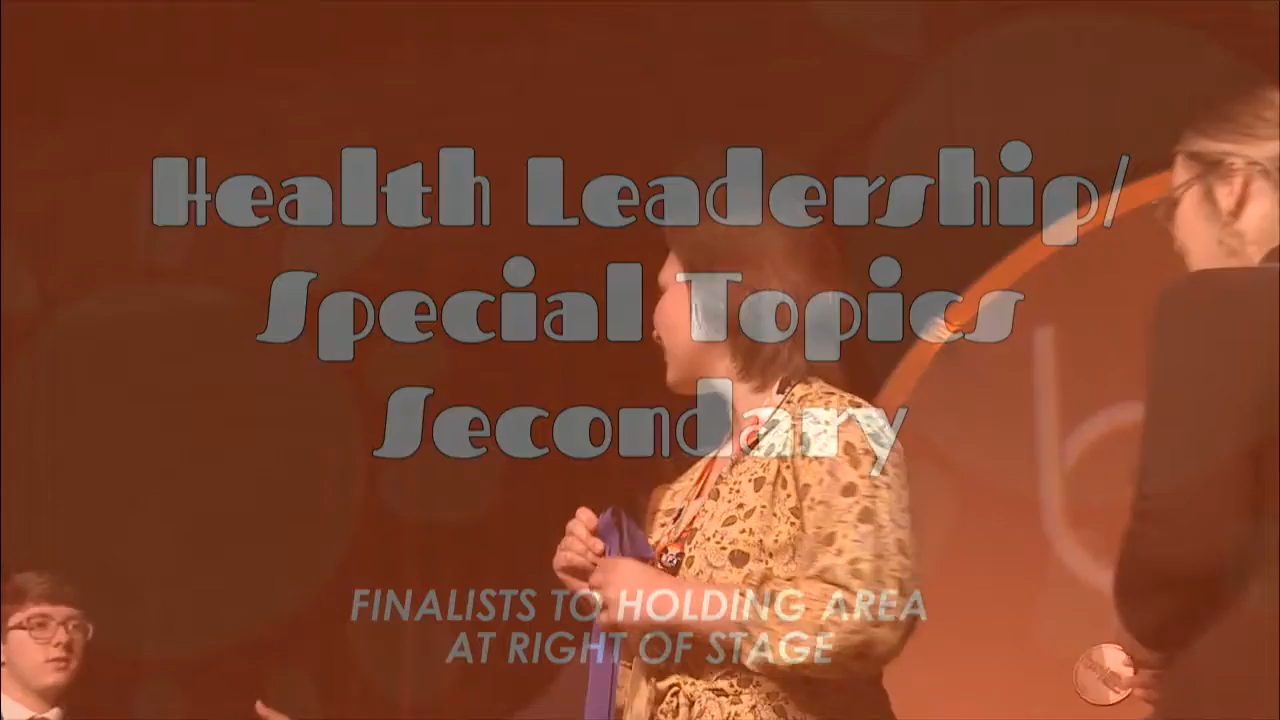 Health Leadership/
Special Topics
Secondary
FINALISTS TO HOLDING AREA
AT RIGHT OF STAGE